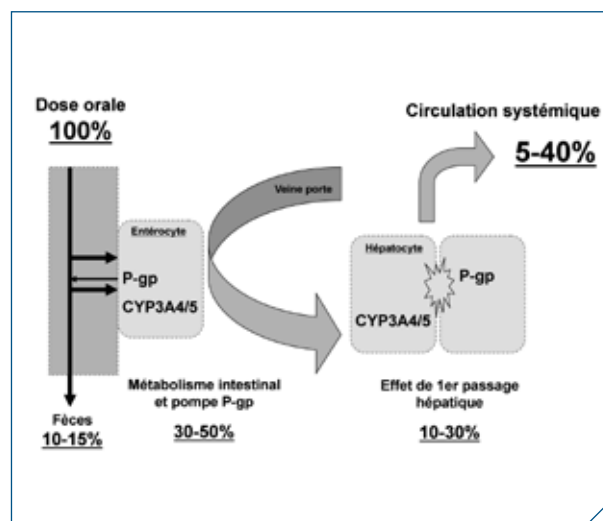 Dose orale
100%
Circulation systémique
5-40%
Veine porte
Entérocyte
P-gp
CYP3A4/5
Hépatocyte
P-gp
CYP3A4/5
Métabolisme intestinal
et pompe P-gp
30-50%
Effet de 1er passage
hépatique
10-30%
Fèces
10-15%